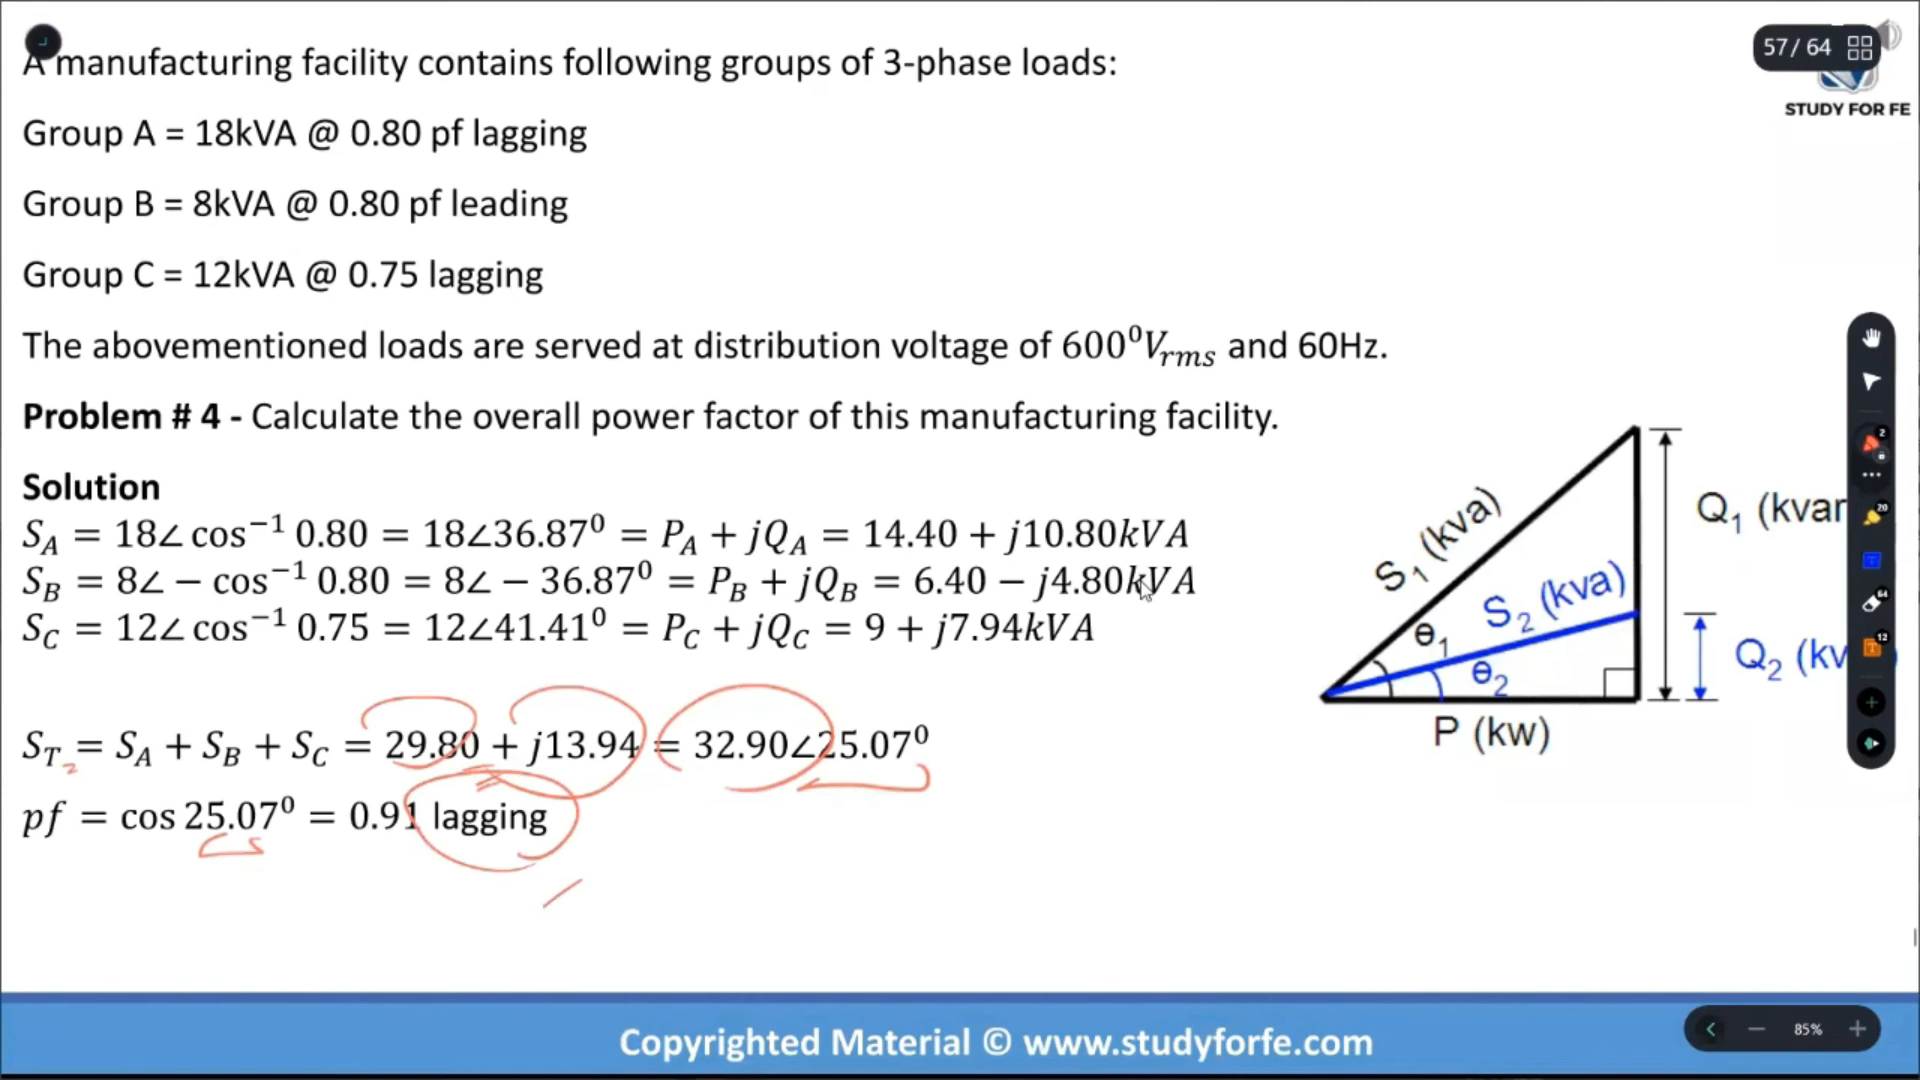 A manufacturing facility contains following groups of 3-phase loads:
57/ 64
STUDY FOR FE
Group A = 18kVA @ 0.80 pf lagging
Group B = 8kVA @ 0.80 pf leading
Group C = 12kVA @ 0.75 lagging
The abovementioned loads are served at distribution voltage of 600⁰V_rms and 60Hz.
Problem # 4 - Calculate the overall power factor of this manufacturing facility.
Solution
S_A = 18∠ cos⁻¹ 0.80 = 18∠36.87⁰ = P_A + jQ_A = 14.40 + j10.80kVA
S_B = 8∠ − cos⁻¹ 0.80 = 8∠ − 36.87⁰ = P_B + jQ_B = 6.40 − j4.80kVA
S_C = 12∠ cos⁻¹ 0.75 = 12∠41.41⁰ = P_C + jQ_C = 9 + j7.94kVA
S_T = S_A + S_B + S_C = 29.80 + j13.94 = 32.90∠25.07⁰
pf = cos 25.07⁰ = 0.91 lagging
S₁ (kva)
S₂ (kva)
ɵ₁
ɵ₂
P (kw)
Q₁ (kvar
Q₂ (kv
2
20
64
12
85%
Copyrighted Material © www.studyforfe.com